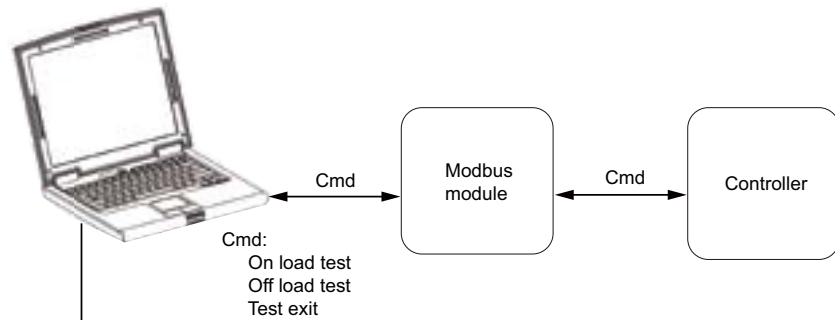 Cmd
Modbus
module
Cmd
Controller
Cmd:
On load test
Off load test
Test exit